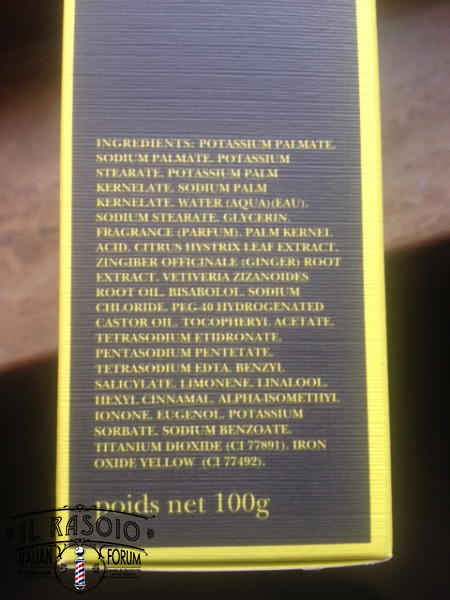 INGREDIENTS: POTASSIUM PALMATE,
SODIUM PALMATE, POTASSIUM
STEARATE, POTASSIUM PALM
KERNELATE, SODIUM PALM
KERNELATE, WATER (AQUA)(EAU),
SODIUM STEARATE, GLYCERIN,
FRAGRANCE (PARFUM), PALM KERNEL
ACID, CITRUS HYSTRIX LEAF EXTRACT,
ZINGIBER OFFICINALE (GINGER) ROOT
EXTRACT, VETIVERIA ZIZANOIDES
ROOT OIL, BISABOLOL, SODIUM
CHLORIDE, PEG-40 HYDROGENATED
CASTOR OIL, TOCOPHERYL ACETATE,
TETRASODIUM ETIDRONATE,
PENTASODIUM PENTETATE,
TETRASODIUM EDTA, BENZYL
SALICYLATE, LIMONENE, LINALOOL,
HEXYL CINNAMAL, ALPHA-ISOMETHYL
IONONE, EUGENOL, POTASSIUM
SORBATE, SODIUM BENZOATE,
TITANIUM DIOXIDE (CI 77891), IRON
OXIDE YELLOW (CI 77492).
poids net 100g
IL RASOIO
ITALIAN FORUM